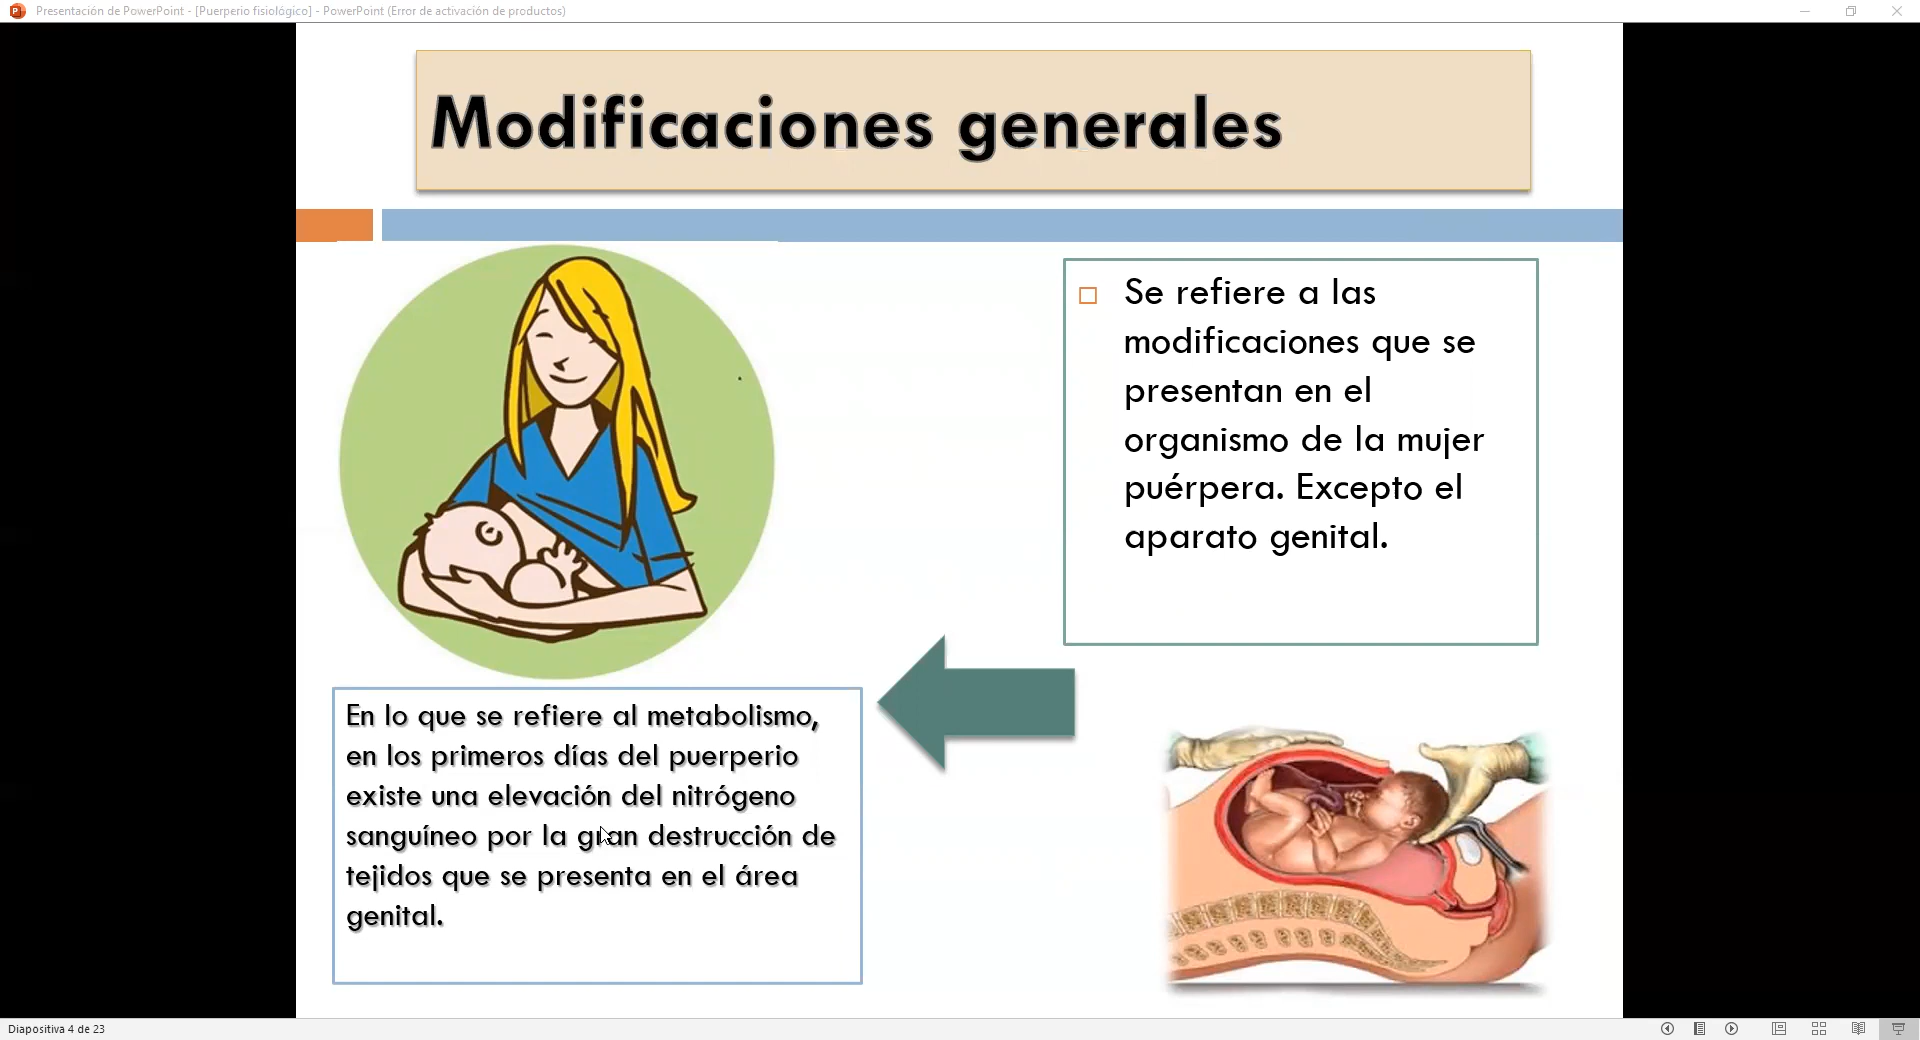 Presentación de PowerPoint - [Puerperio fisiológico] - PowerPoint (Error de activación de productos)
Modificaciones generales
Se refiere a las
modificaciones que se
presentan en el
organismo de la mujer
puérpera. Excepto el
aparato genital.
En lo que se refiere al metabolismo,
en los primeros días del puerperio
existe una elevación del nitrógeno
sanguíneo por la gran destrucción de
tejidos que se presenta en el área
genital.
Diapositiva 4 de 23